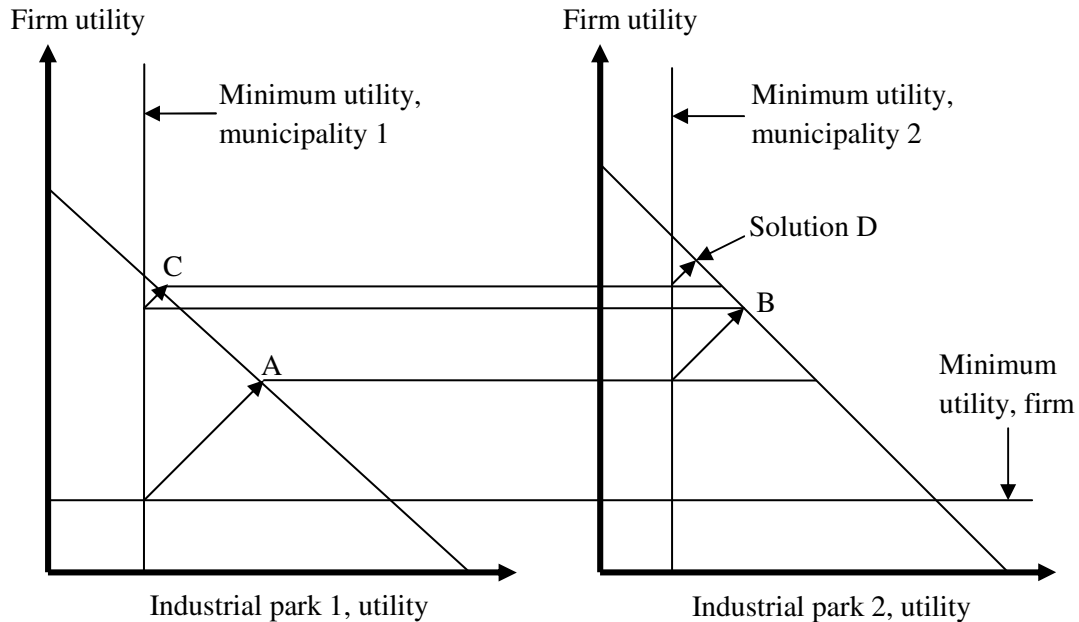 Firm utility
Firm utility
Minimum utility,
municipality 1
Minimum utility,
municipality 2
Solution D
C
B
A
Minimum
utility, firm
Industrial park 1, utility
Industrial park 2, utility